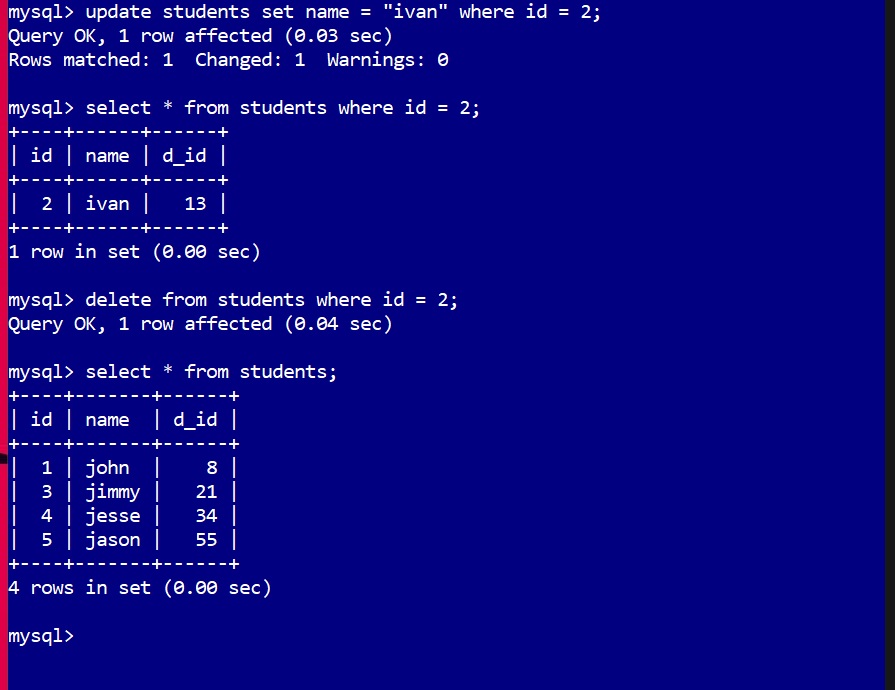 mysql> update students set name = "ivan" where id = 2;
Query OK, 1 row affected (0.03 sec)
Rows matched: 1  Changed: 1  Warnings: 0

mysql> select * from students where id = 2;
+----+------+------+
| id | name | d_id |
+----+------+------+
|  2 | ivan |   13 |
+----+------+------+
1 row in set (0.00 sec)

mysql> delete from students where id = 2;
Query OK, 1 row affected (0.04 sec)

mysql> select * from students;
+----+-------+------+
| id | name  | d_id |
+----+-------+------+
|  1 | john  |    8 |
|  3 | jimmy |   21 |
|  4 | jesse |   34 |
|  5 | jason |   55 |
+----+-------+------+
4 rows in set (0.00 sec)

mysql>